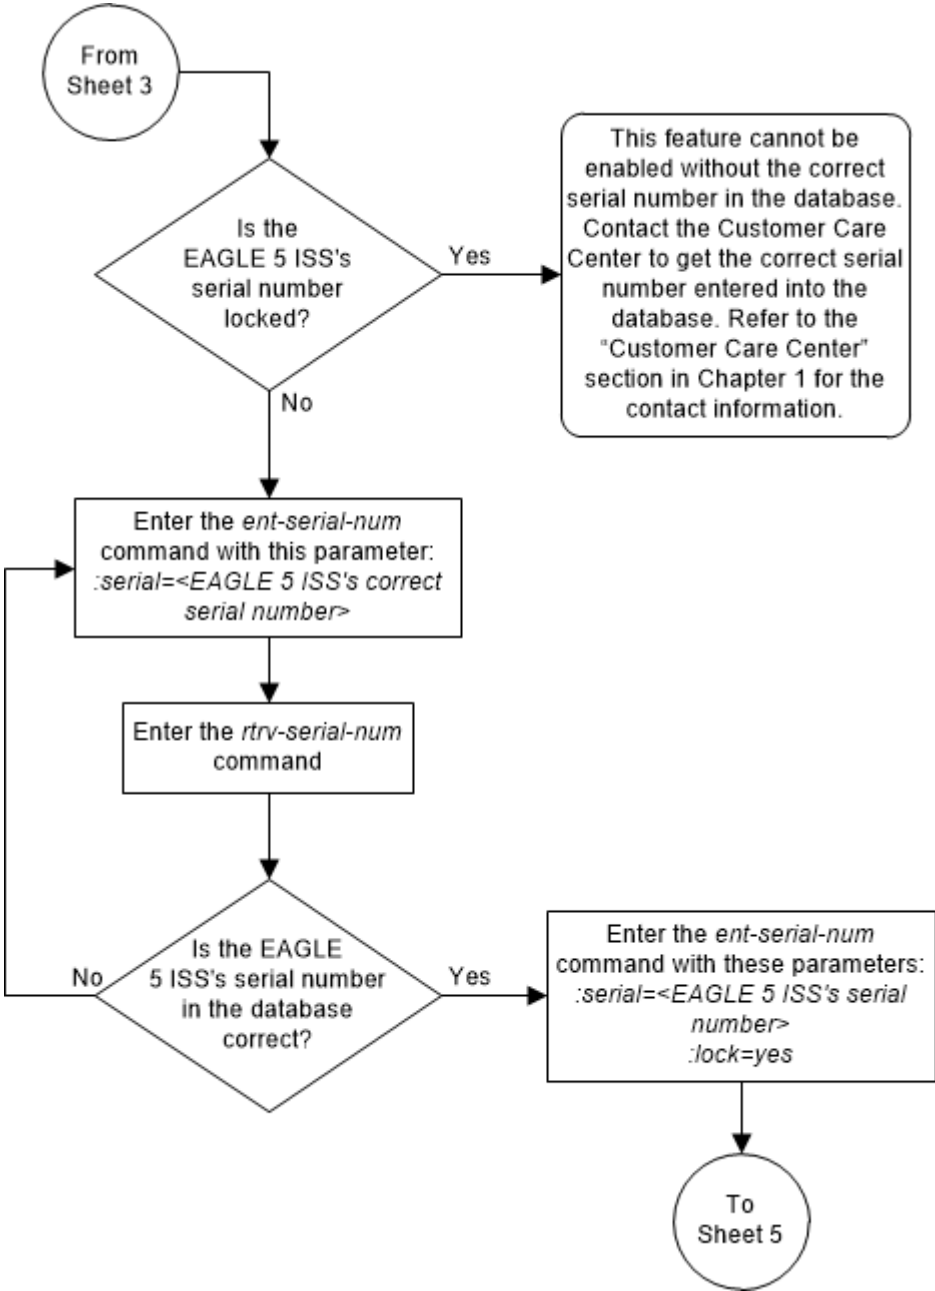 From
Sheet 3
Is the
EAGLE 5 ISS's
serial number
locked?
Yes
This feature cannot be
enabled without the correct
serial number in the database.
Contact the Customer Care
Center to get the correct serial
number entered into the
database. Refer to the
“Customer Care Center”
section in Chapter 1 for the
contact information.
No
Enter the ent-serial-num
command with this parameter:
:serial=<EAGLE 5 ISS's correct
serial number>
Enter the rtrv-serial-num
command
Is the EAGLE
5 ISS's serial number
in the database
correct?
No
Yes
Enter the ent-serial-num
command with these parameters:
:serial=<EAGLE 5 ISS's serial
number>
:lock=yes
To
Sheet 5